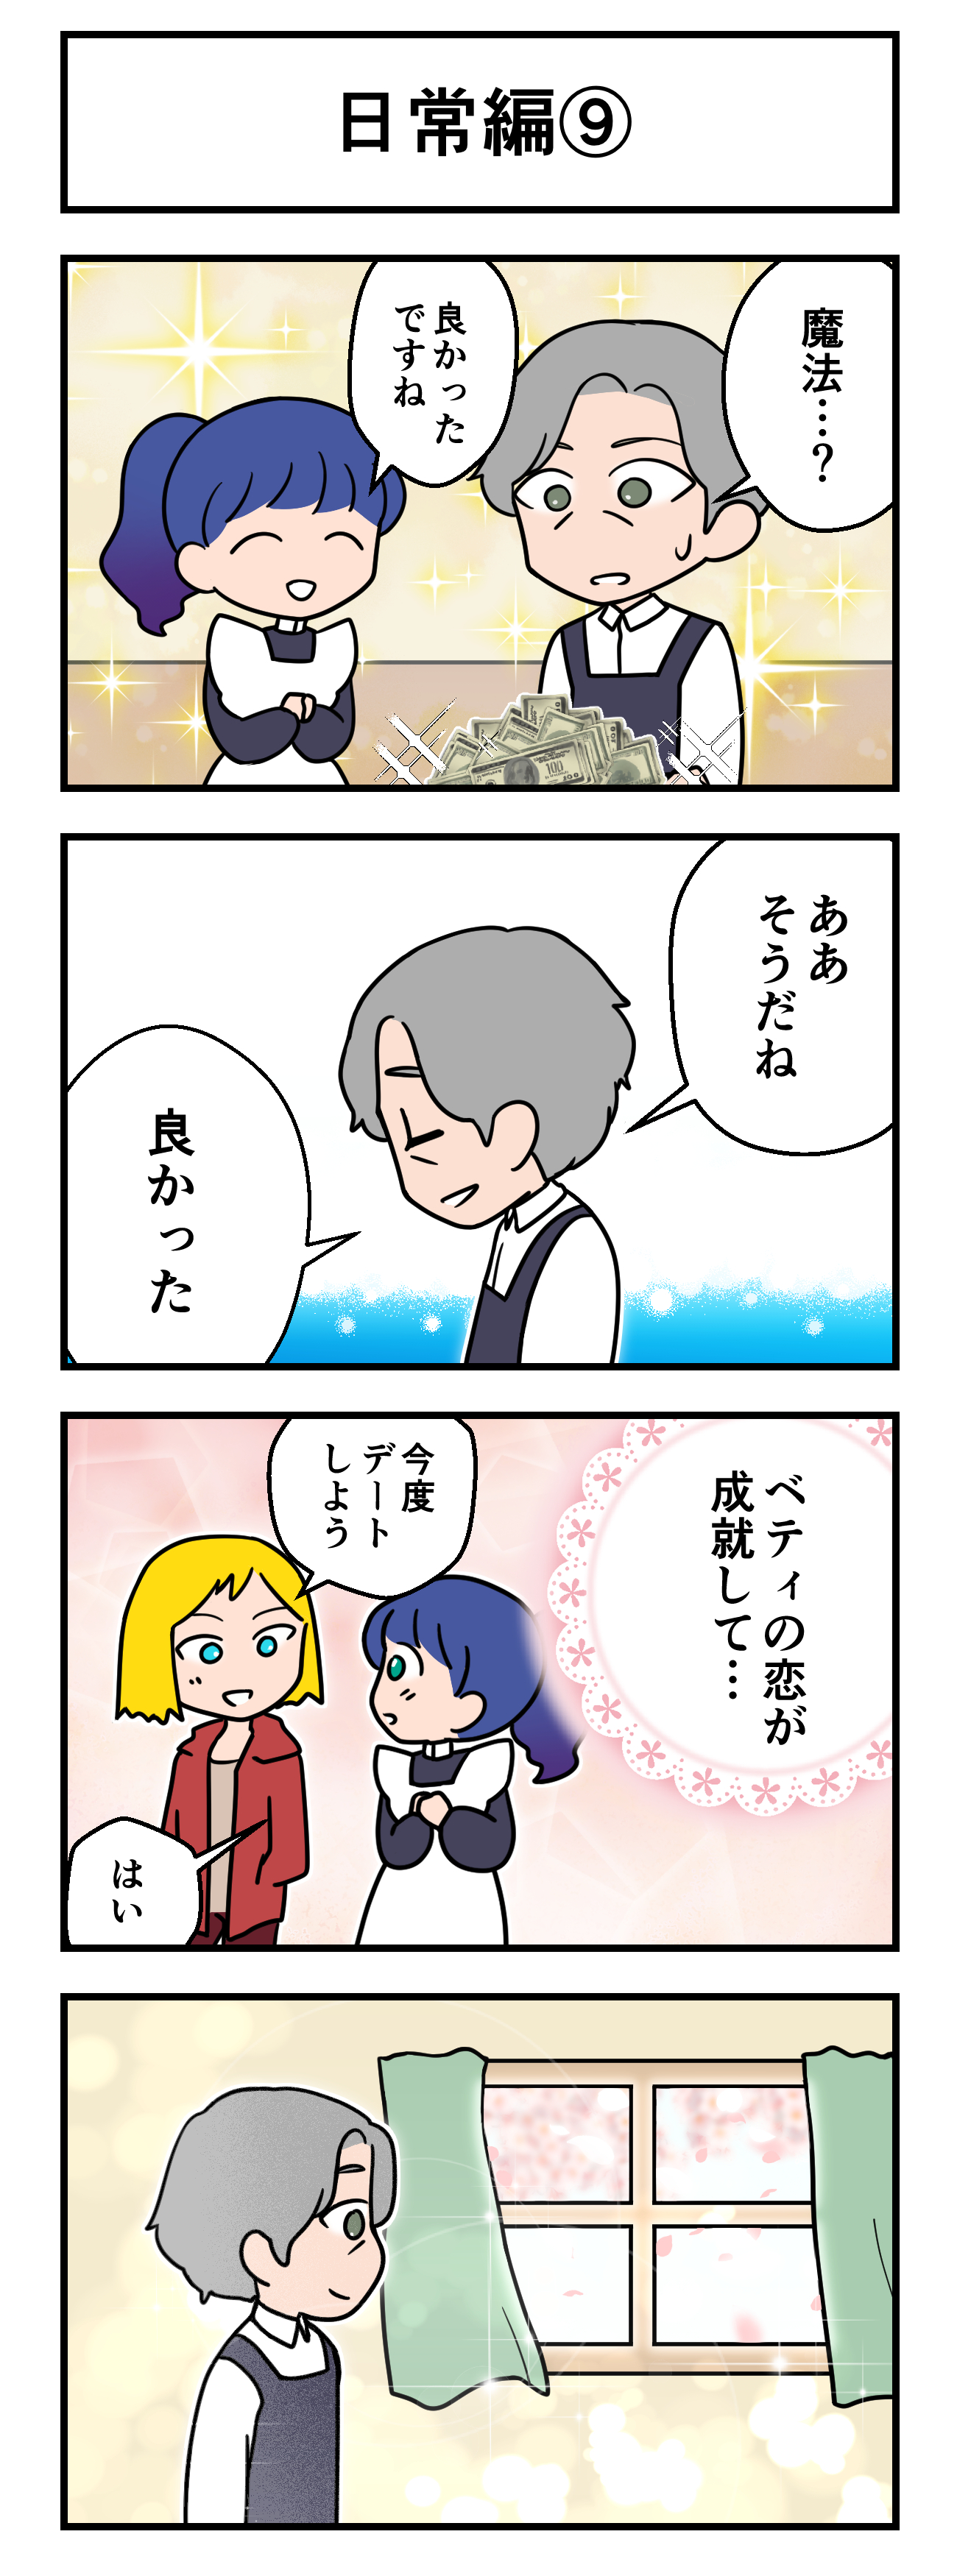 日常編⑨
魔法…？
良かった
ですね
ああ
そうだね
良かった
ベティの恋が
成就して…
今度
デート
しよう
はい
100